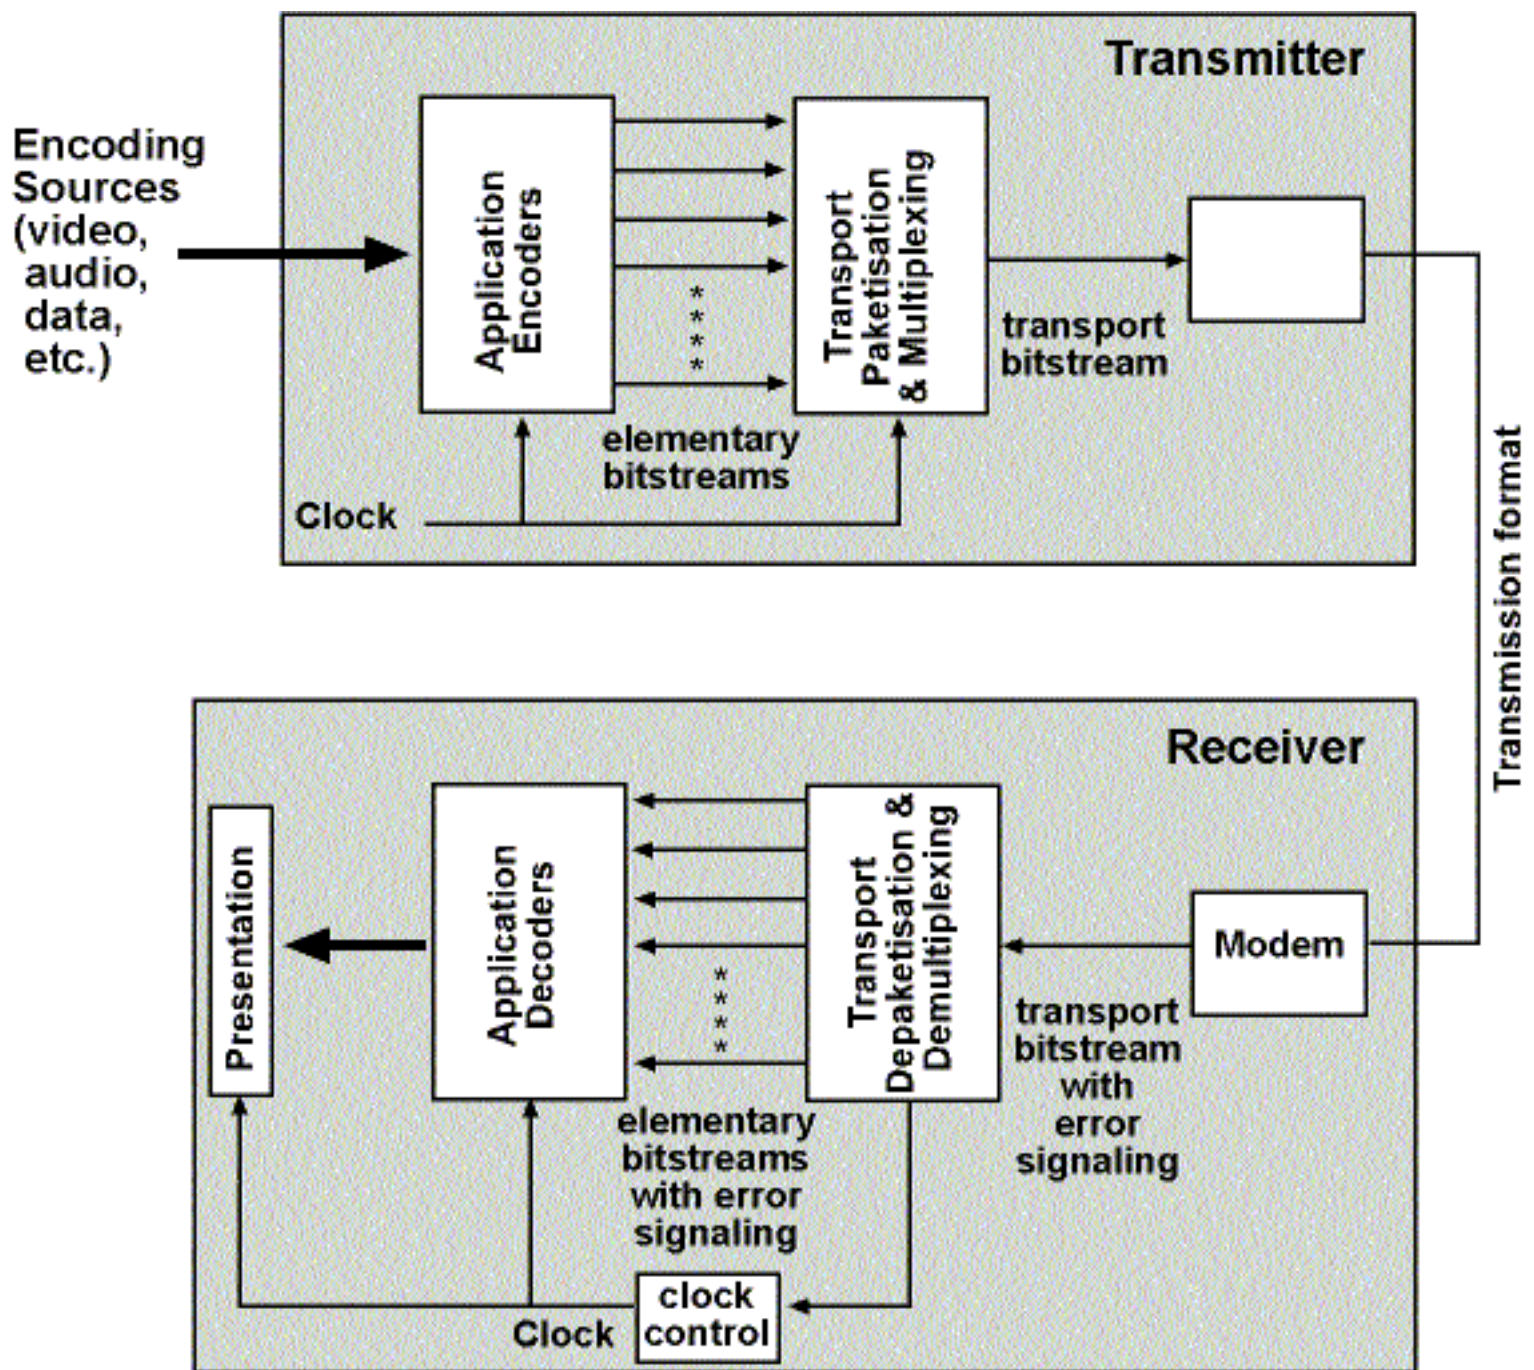 Transmitter
Encoding
Sources
(video,
audio,
data,
etc.)
Application
Encoders
* * * *
Transport
Paketisation
& Multiplexing
transport
bitstream
elementary
bitstreams
Clock
Transmission format
Receiver
Presentation
Application
Decoders
* * * *
Transport
Depaketisation &
Demultiplexing
Modem
transport
bitstream
with
error
signaling
elementary
bitstreams
with error
signaling
clock
control
Clock